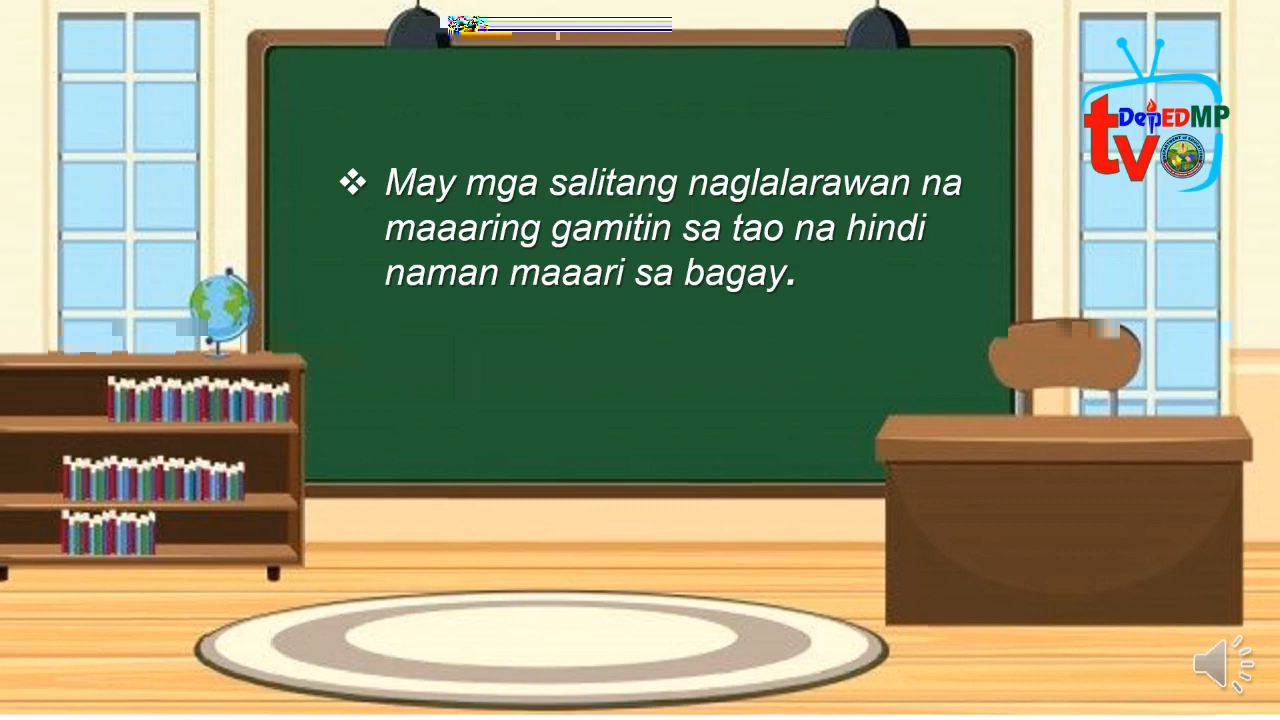 ❖ May mga salitang naglalarawan na
maaaring gamitin sa tao na hindi
naman maaari sa bagay.
DepEDMP
tv